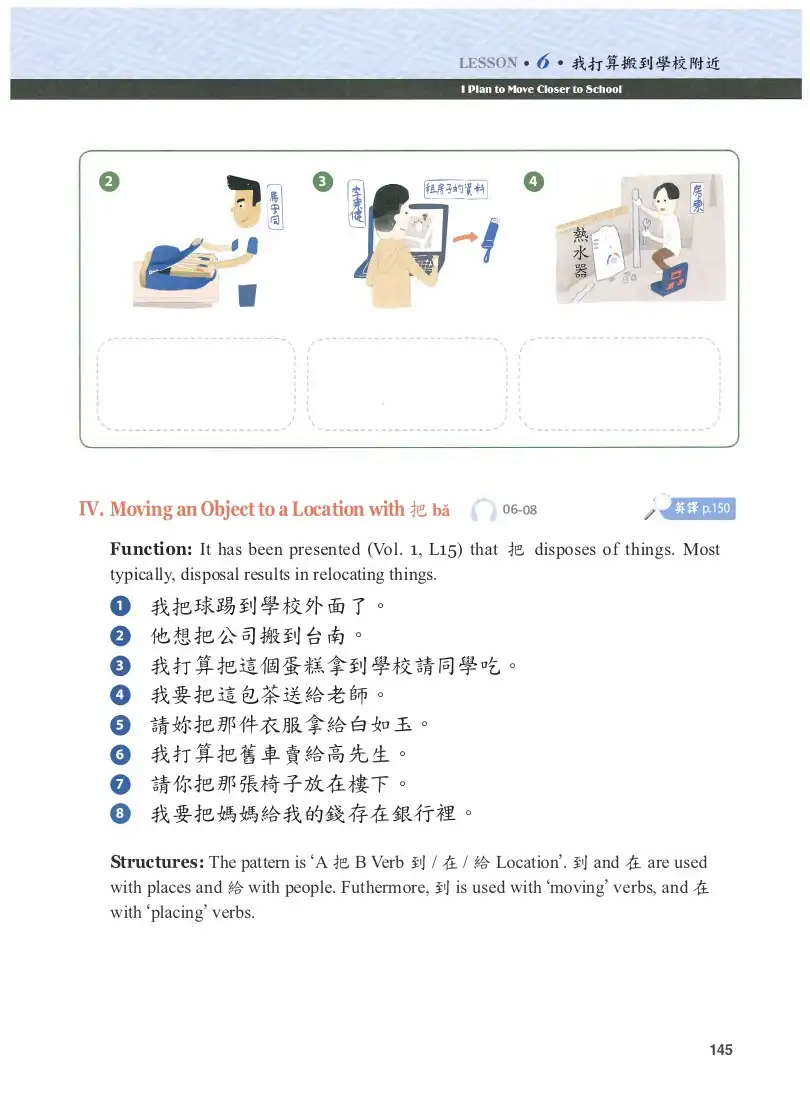 LESSON • 6 • 我打算搬到學校附近
I Plan to Move Closer to School
2
馬安同
3
李東健
租房子的資料
4
房東
熱水器
IV. Moving an Object to a Location with 把 bǎ 06-08 英譯 p.150
Function: It has been presented (Vol. 1, L15) that 把 disposes of things. Most
typically, disposal results in relocating things.
1 我把球踢到學校外面了。
2 他想把公司搬到台南。
3 我打算把這個蛋糕拿到學校請同學吃。
4 我要把這包茶送給老師。
5 請妳把那件衣服拿給白如玉。
6 我打算把舊車賣給高先生。
7 請你把那張椅子放在樓下。
8 我要把媽媽給我的錢存在銀行裡。
Structures: The pattern is ‘A 把 B Verb 到 / 在 / 給 Location’. 到 and 在 are used
with places and 給 with people. Futhermore, 到 is used with ‘moving’ verbs, and 在
with ‘placing’ verbs.
145